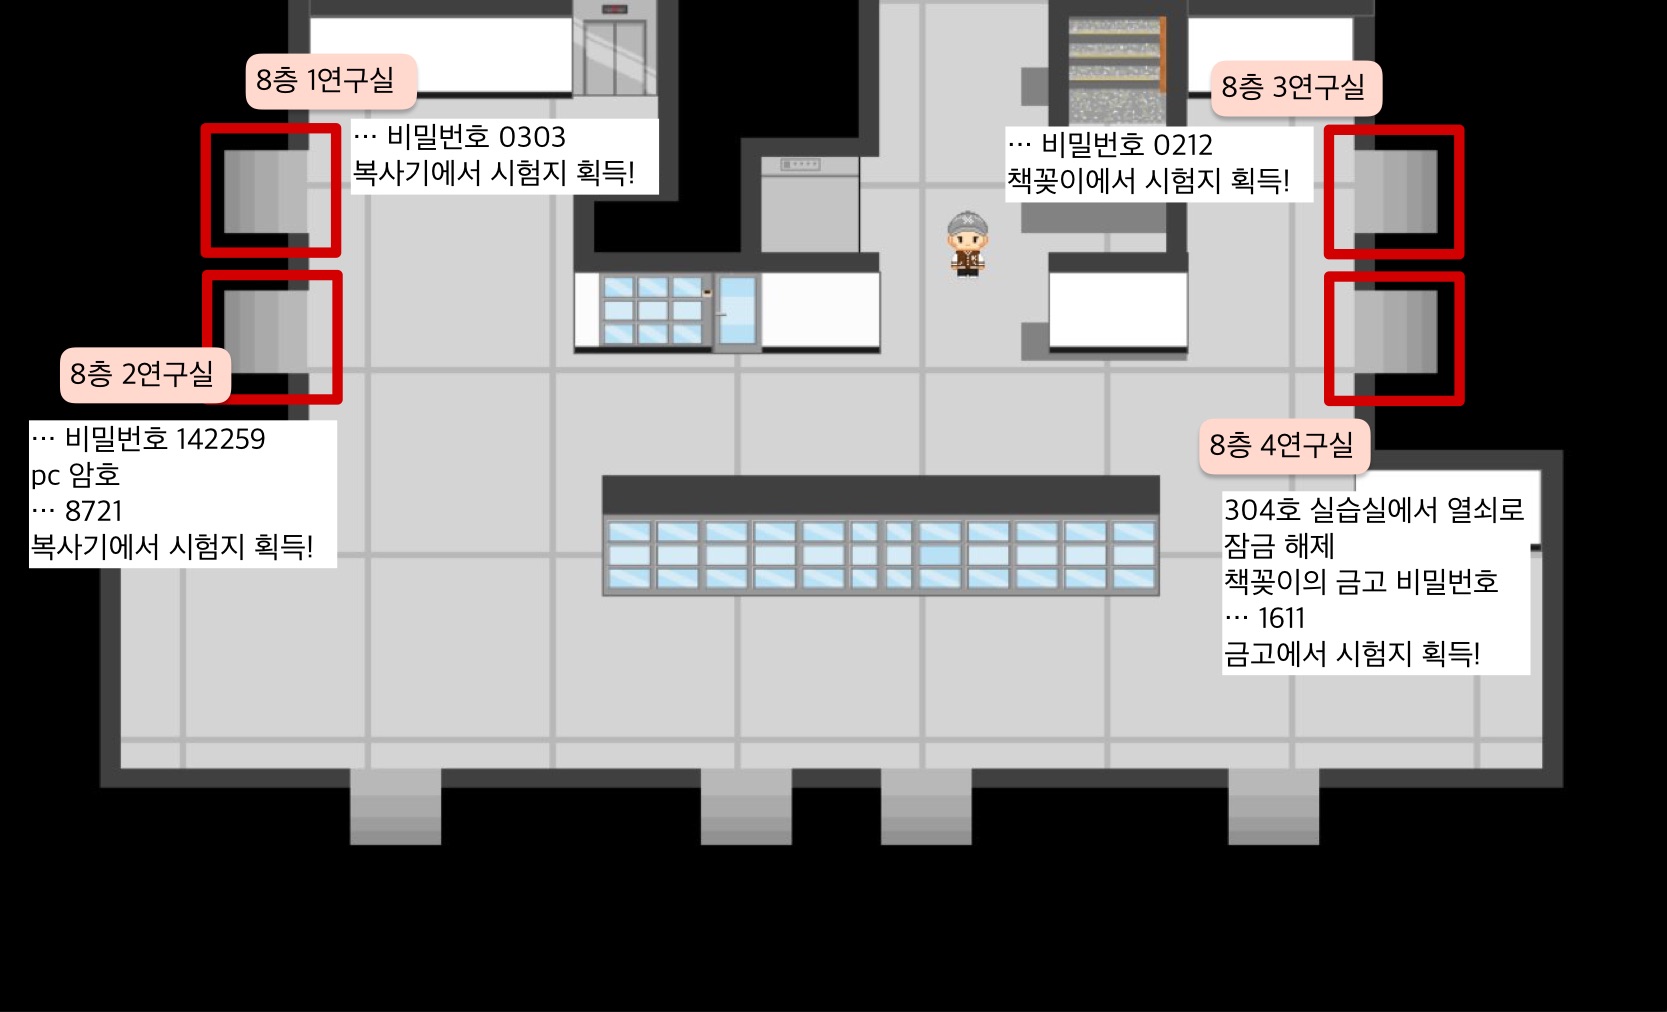 8층 1연구실
… 비밀번호 0303
복사기에서 시험지 획득!
8층 2연구실
… 비밀번호 142259
pc 암호
… 8721
복사기에서 시험지 획득!
8층 3연구실
… 비밀번호 0212
책꽂이에서 시험지 획득!
8층 4연구실
304호 실습실에서 열쇠로
잠금 해제
책꽂이의 금고 비밀번호
… 1611
금고에서 시험지 획득!